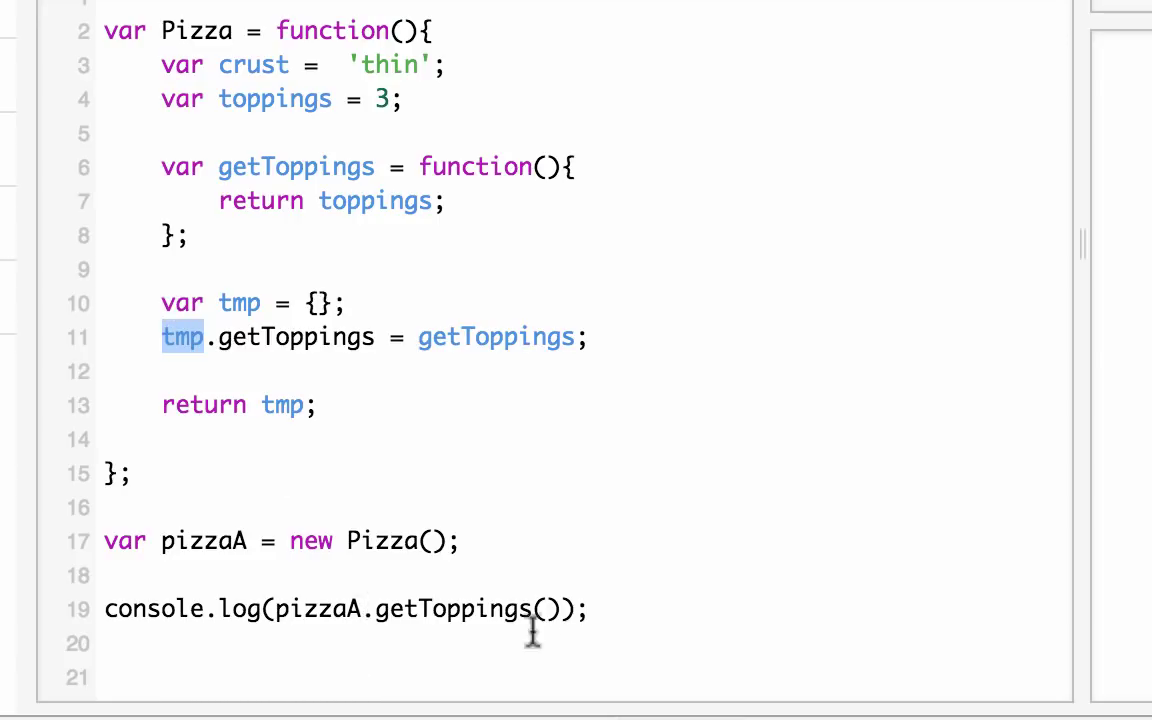 2 var Pizza = function(){
3 var crust =  'thin';
4 var toppings = 3;
5
6 var getToppings = function(){
7 return toppings;
8 };
9
10 var tmp = {};
11 tmp.getToppings = getToppings;
12
13 return tmp;
14
15 };
16
17 var pizzaA = new Pizza();
18
19 console.log(pizzaA.getToppings());
20
21